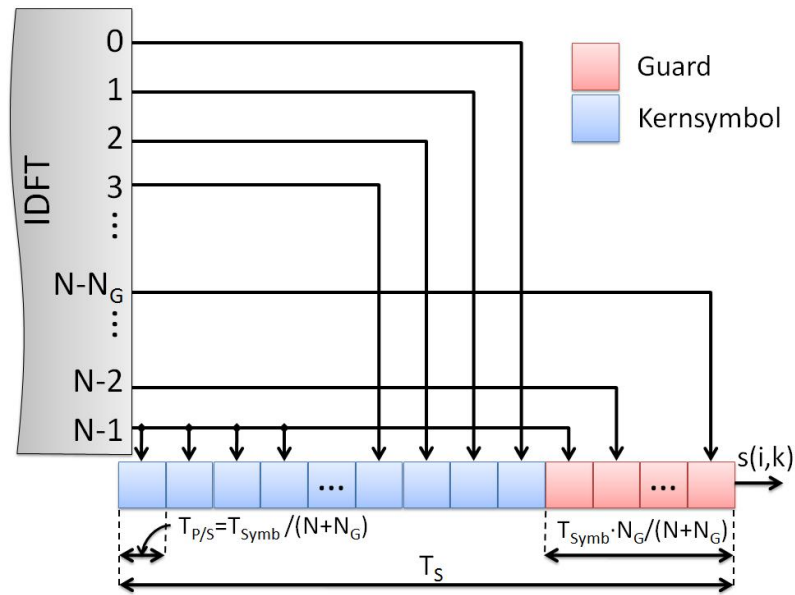 0
1
2
3
...
IDFT
N-N_G
...
N-2
N-1
Guard
Kernsymbol
s(i,k)
...
...
T_P/S=T_Symb/(N+N_G)
T_Symb·N_G/(N+N_G)
T_S